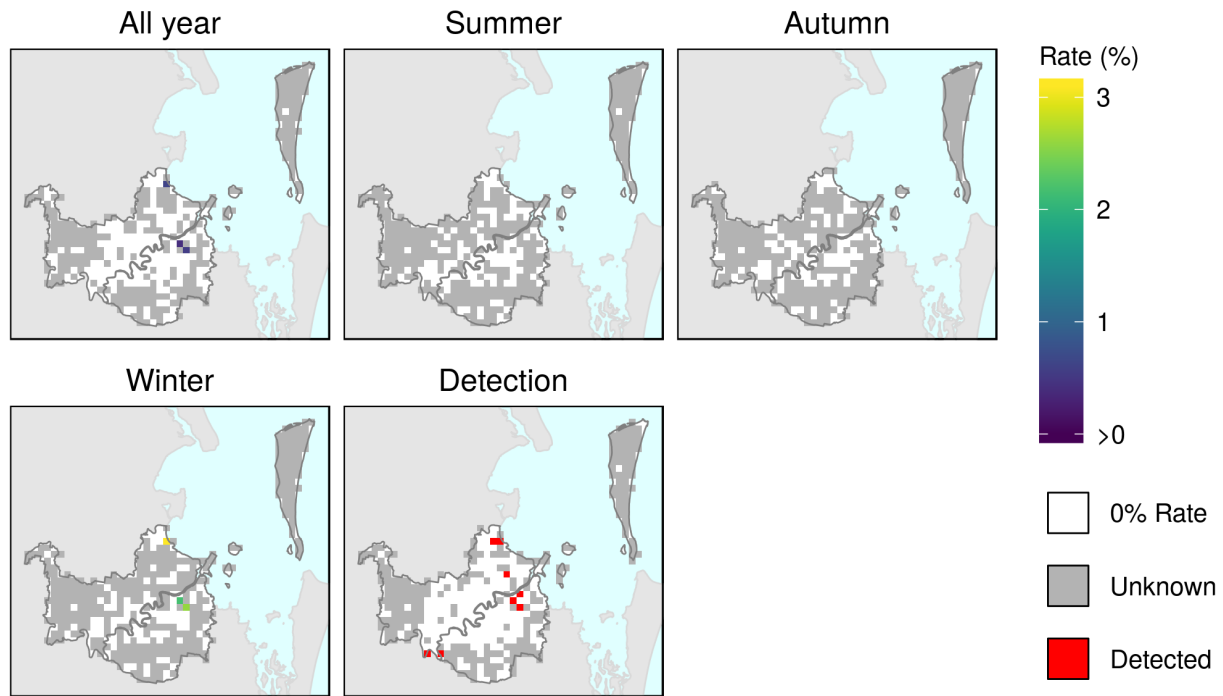 All year
Summer
Autumn
Rate (%)
3
2
1
>0
Winter
Detection
0% Rate
Unknown
Detected